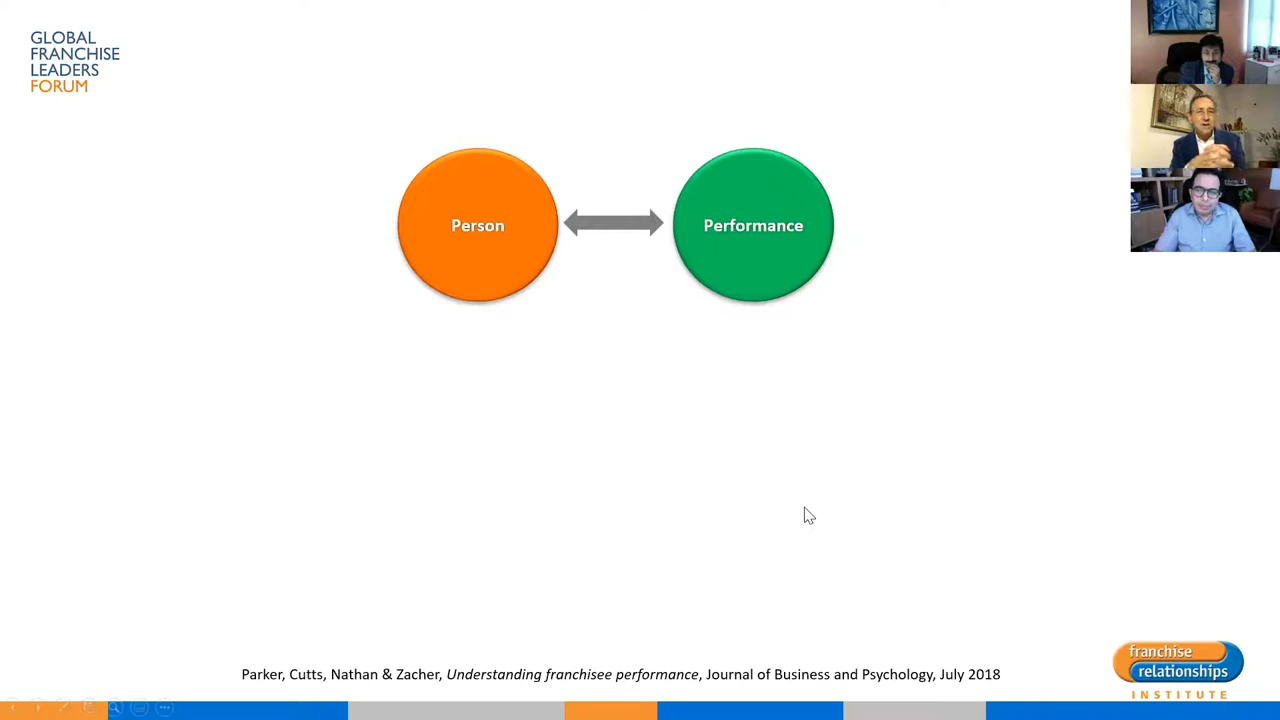 GLOBAL
FRANCHISE
LEADERS
FORUM
Person
Performance
Parker, Cutts, Nathan & Zacher, Understanding franchisee performance, Journal of Business and Psychology, July 2018
franchise
relationships
INSTITUTE